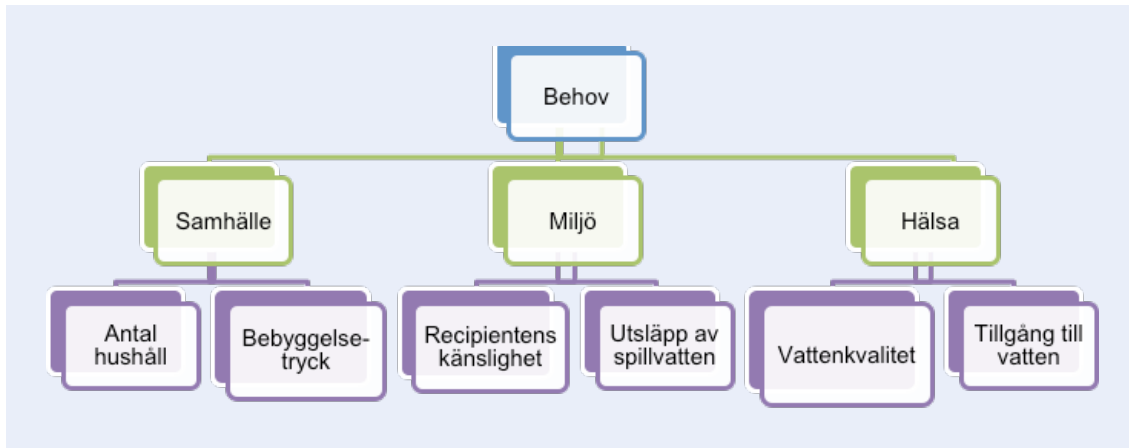 Behov
Samhälle
Miljö
Hälsa
Antal
hushåll
Bebyggelse-
tryck
Recipientens
känslighet
Utsläpp av
spillvatten
Vattenkvalitet
Tillgång till
vatten